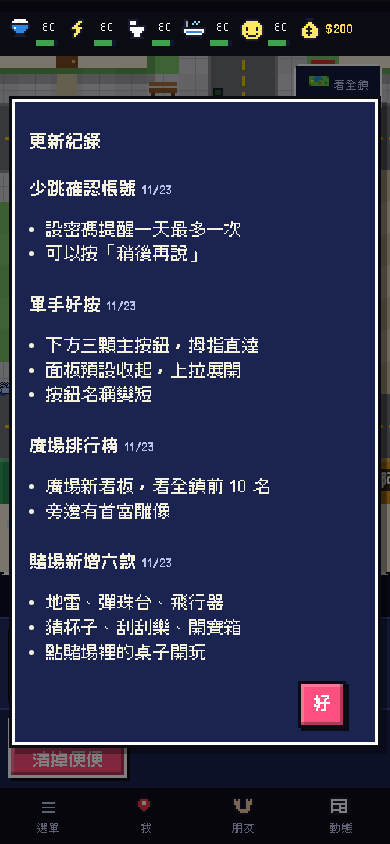 80 80 80 80 80 $200
看全鎮
更新紀錄
少跳確認帳號 11/23
• 設密碼提醒一天最多一次
• 可以按「稍後再說」
單手好按 11/23
• 下方三顆主按鈕，拇指直達
• 面板預設收起，上拉展開
• 按鈕名稱變短
廣場排行榜 11/23
• 廣場新看板，看全鎮前 10 名
• 旁邊有首富雕像
賭場新增六款 11/23
• 地雷、彈珠台、飛行器
• 猜杯子、刮刮樂、開寶箱
• 點賭場裡的桌子開玩
好
清掉便便
選單 我 朋友 動態